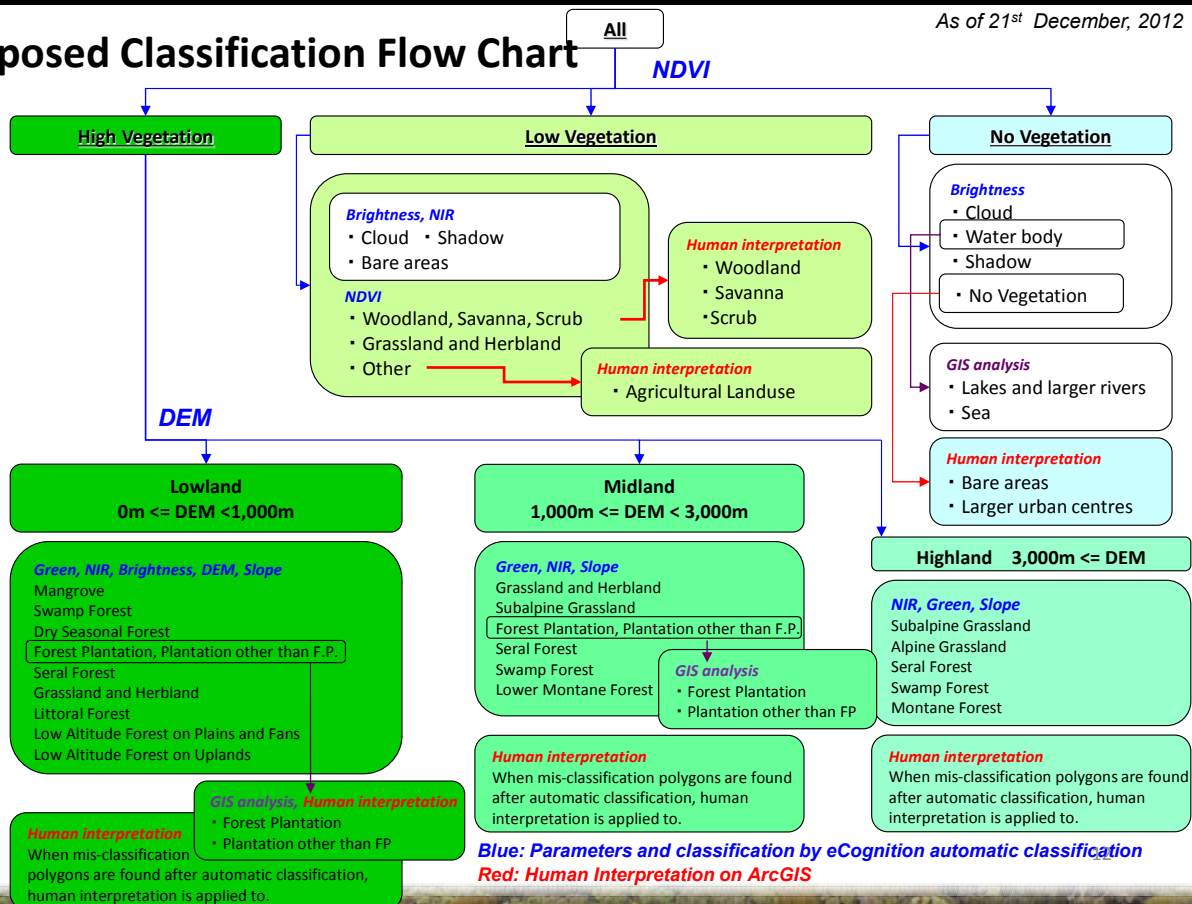 As of 21st December, 2012
posed Classification Flow Chart
All
NDVI
High Vegetation
Low Vegetation
No Vegetation
Brightness, NIR
・Cloud ・Shadow
・Bare areas
NDVI
・Woodland, Savanna, Scrub
・Grassland and Herbland
・Other
Human interpretation
・Woodland
・Savanna
・Scrub
Human interpretation
・Agricultural Landuse
Brightness
・Cloud
・Water body
・Shadow
・No Vegetation
GIS analysis
・Lakes and larger rivers
・Sea
Human interpretation
・Bare areas
・Larger urban centres
DEM
Lowland
0m <= DEM <1,000m
Green, NIR, Brightness, DEM, Slope
Mangrove
Swamp Forest
Dry Seasonal Forest
Forest Plantation, Plantation other than F.P.
Seral Forest
Grassland and Herbland
Littoral Forest
Low Altitude Forest on Plains and Fans
Low Altitude Forest on Uplands
GIS analysis, Human interpretation
・Forest Plantation
・Plantation other than FP
Human interpretation
When mis-classification
polygons are found after automatic classification,
human interpretation is applied to.
Midland
1,000m <= DEM < 3,000m
Green, NIR, Slope
Grassland and Herbland
Subalpine Grassland
Forest Plantation, Plantation other than F.P.
Seral Forest
Swamp Forest
Lower Montane Forest
GIS analysis
・Forest Plantation
・Plantation other than FP
Human interpretation
When mis-classification polygons are found
after automatic classification, human
interpretation is applied to.
Highland 3,000m <= DEM
NIR, Green, Slope
Subalpine Grassland
Alpine Grassland
Seral Forest
Swamp Forest
Montane Forest
Human interpretation
When mis-classification polygons are found
after automatic classification, human
interpretation is applied to.
Blue: Parameters and classification by eCognition automatic classification
Red: Human Interpretation on ArcGIS